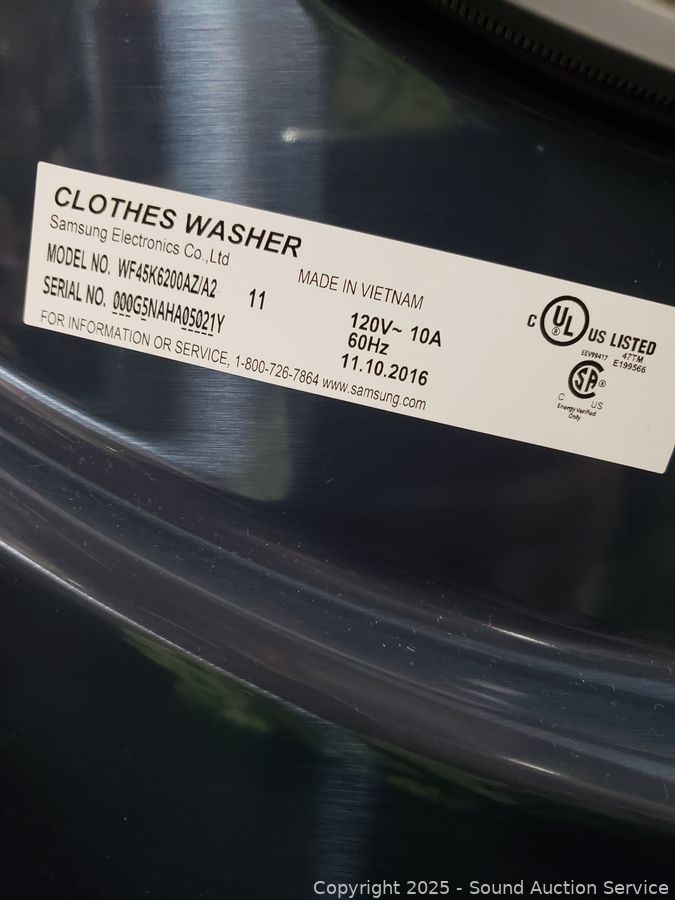 CLOTHES WASHER
Samsung Electronics Co.,Ltd
MODEL NO. WF45K6200AZ/A2 11
SERIAL NO. 000G5NAHA05021Y
FOR INFORMATION OR SERVICE, 1-800-726-7864 www.samsung.com
MADE IN VIETNAM
120V~ 10A
60Hz
11.10.2016
C UL ® US LISTED
47TM
EEV99417 E199566
SA ®
C US
Energy Verified
Only
Copyright 2025 - Sound Auction Service